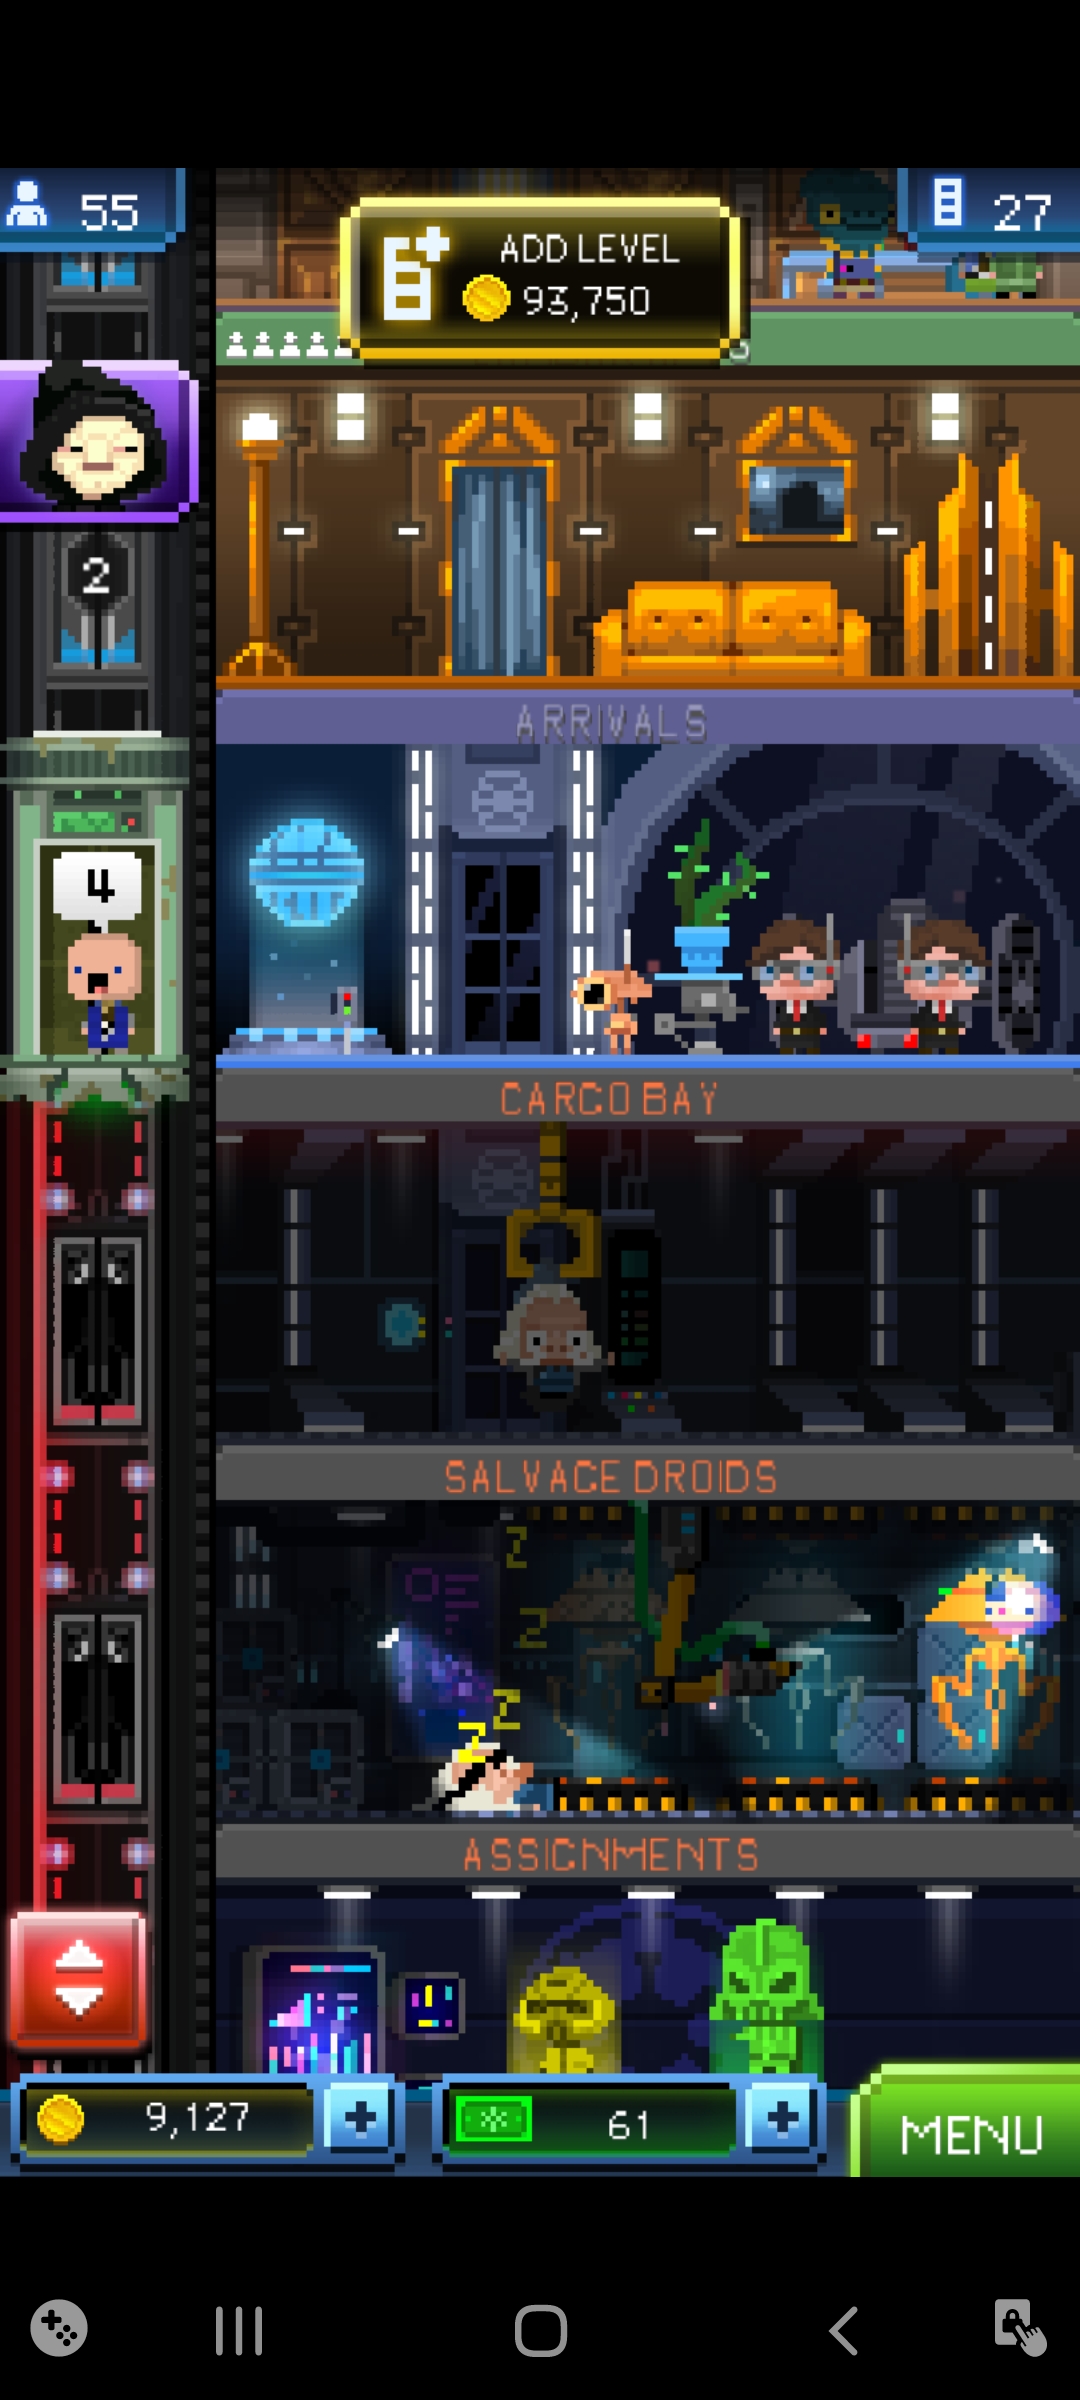 55
ADD LEVEL
93,750
27
2
ARRIVALS
4
CARGO BAY
SALVAGE DROIDS
Z
Z
Z
Z
ASSIGNMENTS
9,127
61
MENU